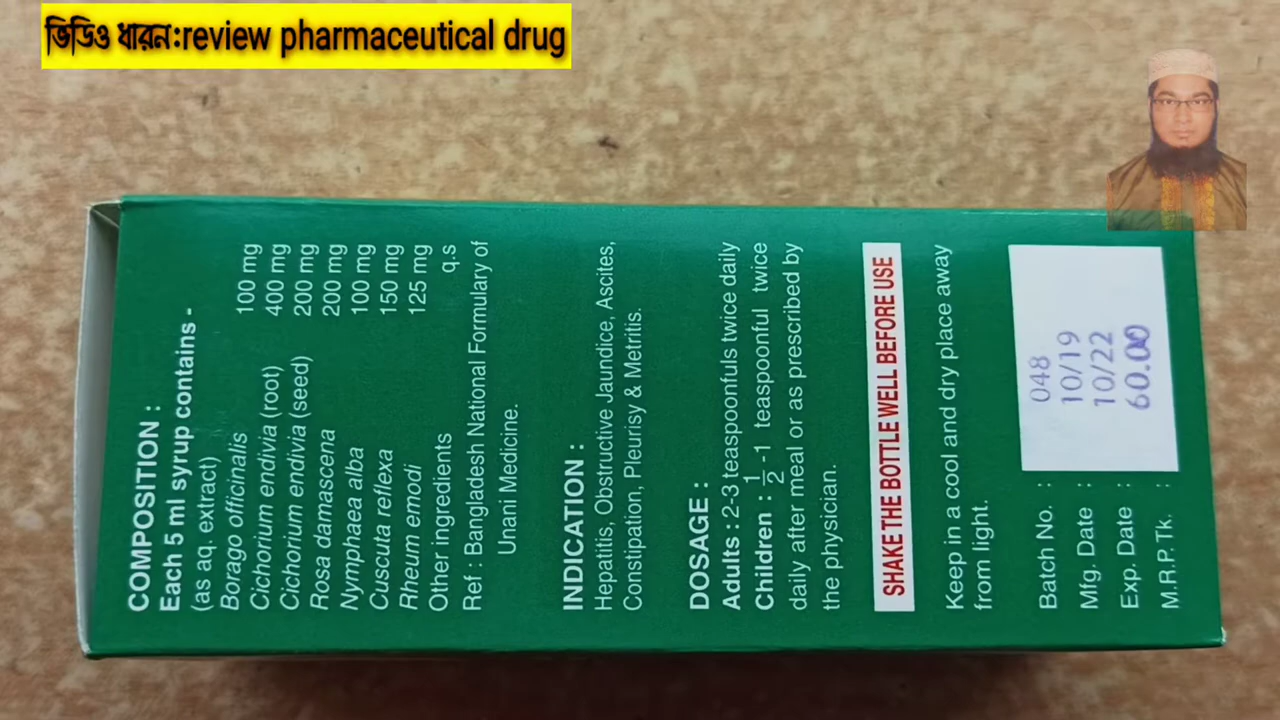 ভিডিও ধারন:review pharmaceutical drug
COMPOSITION :
Each 5 ml syrup contains -
(as aq. extract)
Borago officinalis 100 mg
Cichorium endivia (root) 400 mg
Cichorium endivia (seed) 200 mg
Rosa damascena 200 mg
Nymphaea alba 100 mg
Cuscuta reflexa 150 mg
Rheum emodi 125 mg
Other ingredients q.s
Ref : Bangladesh National Formulary of
Unani Medicine.
INDICATION :
Hepatitis, Obstructive Jaundice, Ascites,
Constipation, Pleurisy & Metritis.
DOSAGE :
Adults : 2-3 teaspoonfuls twice daily
Children : 1/2 -1 teaspoonful twice
daily after meal or as prescribed by
the physician.
SHAKE THE BOTTLE WELL BEFORE USE
Keep in a cool and dry place away
from light.
Batch No. : 048
Mfg. Date : 10/19
Exp. Date : 10/22
M.R.P.Tk. : 60.00